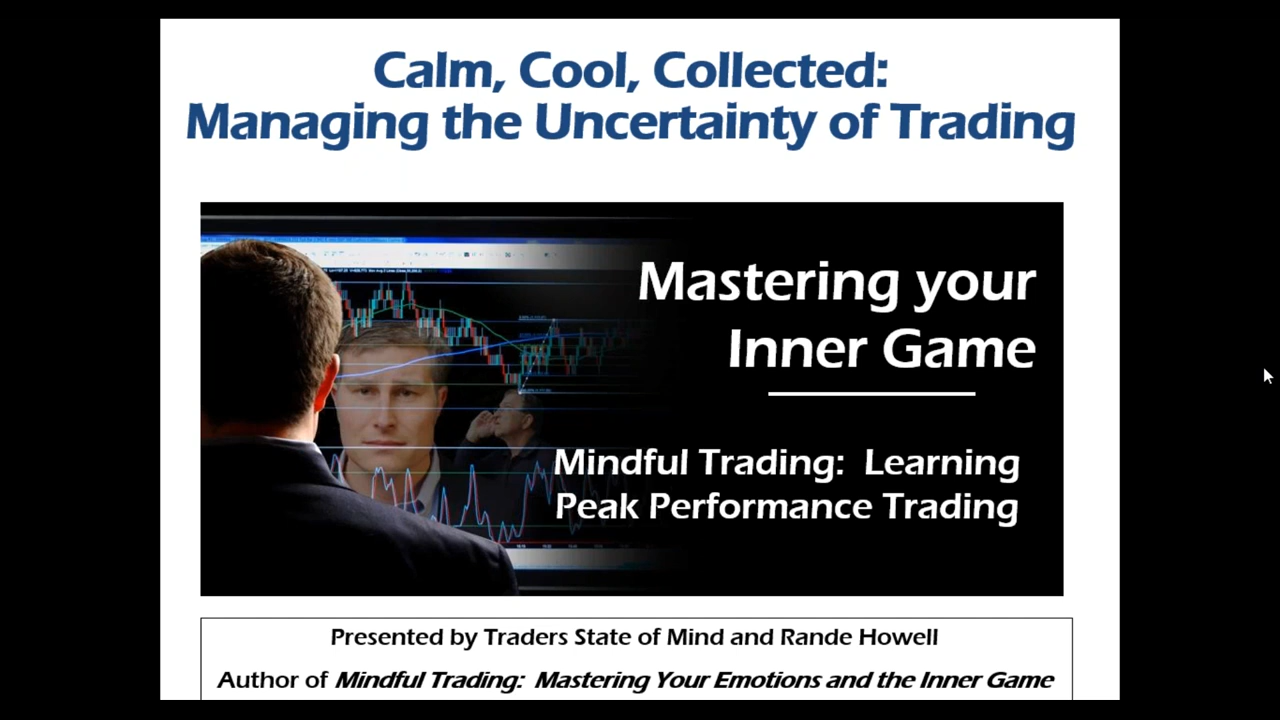 Calm, Cool, Collected:
Managing the Uncertainty of Trading
Mastering your
Inner Game
Mindful Trading: Learning
Peak Performance Trading
Presented by Traders State of Mind and Rande Howell
Author of Mindful Trading: Mastering Your Emotions and the Inner Game